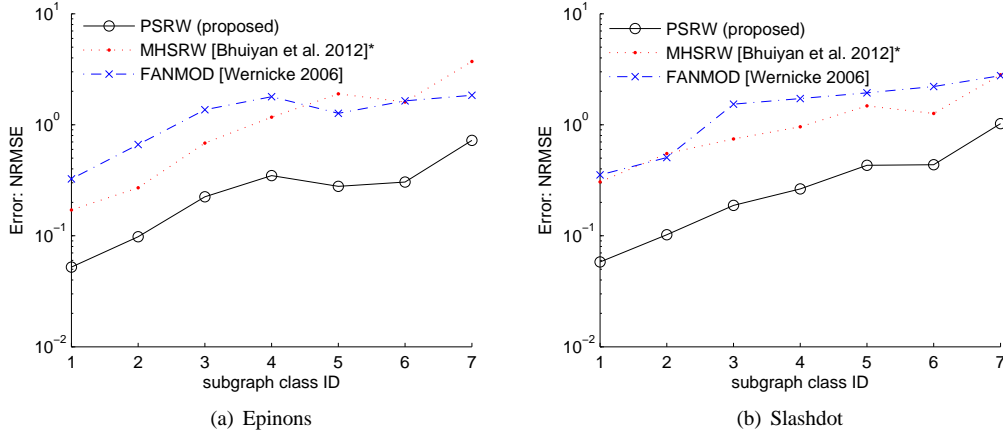 10^1
10^0
10^-1
10^-2
Error: NRMSE
PSRW (proposed)
MHSRW [Bhuiyan et al. 2012]*
FANMOD [Wernicke 2006]
1 2 3 4 5 6 7
subgraph class ID
(a) Epinons
10^1
10^0
10^-1
10^-2
Error: NRMSE
PSRW (proposed)
MHSRW [Bhuiyan et al. 2012]*
FANMOD [Wernicke 2006]
1 2 3 4 5 6 7
subgraph class ID
(b) Slashdot